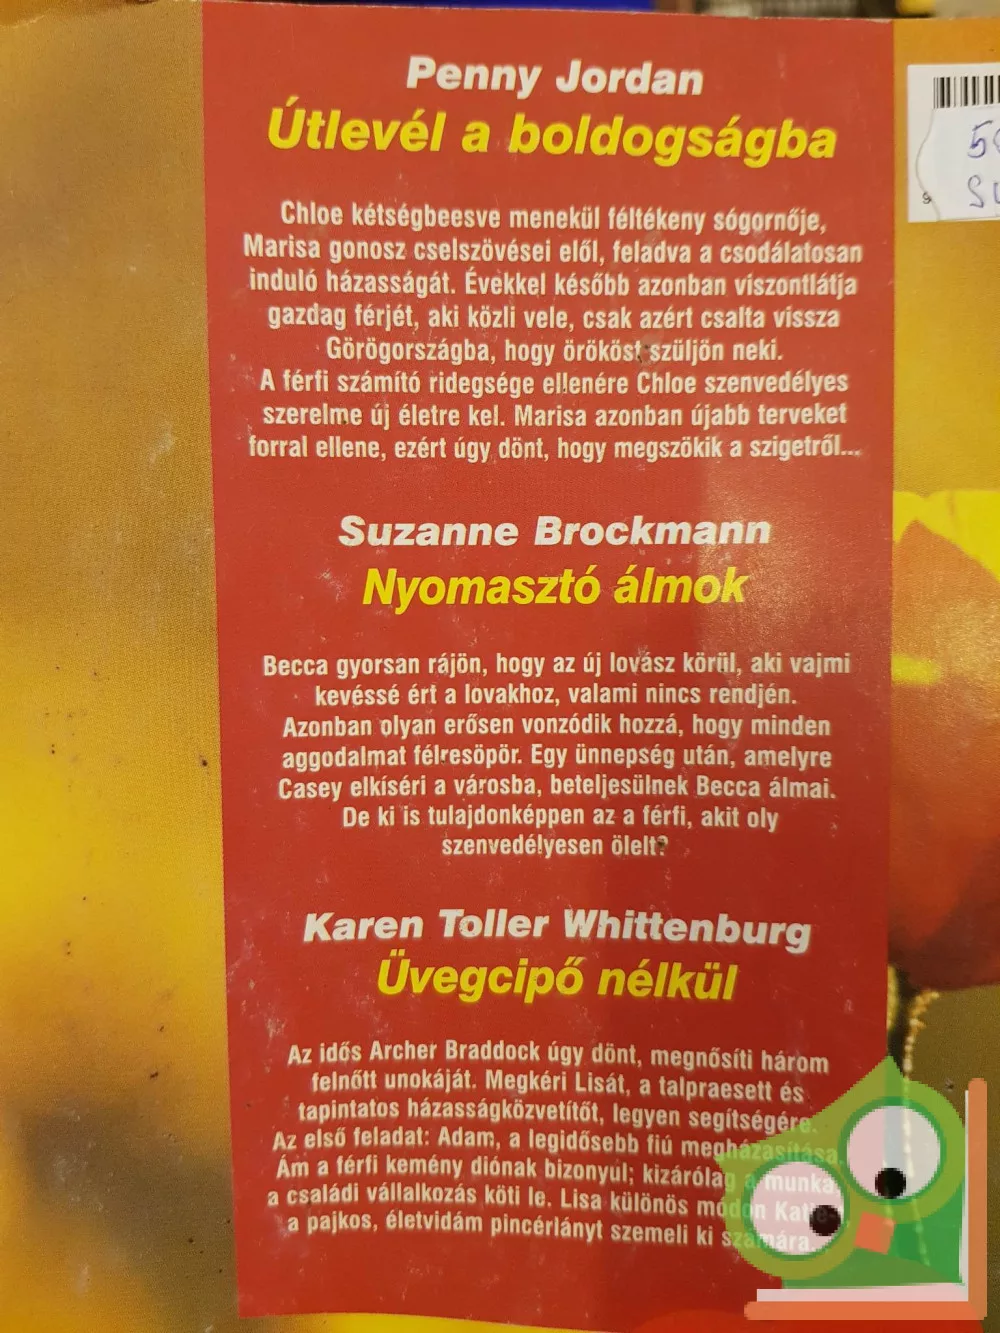 Penny Jordan
Útlevél a boldogságba
Chloe kétségbeesve menekül féltékeny sógornője,
Marisa gonosz cselszövései elől, feladva a csodálatosan
induló házasságát. Évekkel később azonban viszontlátja
gazdag férjét, aki közli vele, csak azért csalta vissza
Görögországba, hogy örököst szüljön neki.
A férfi számító ridegsége ellenére Chloe szenvedélyes
szerelme új életre kel. Marisa azonban újabb terveket
forral ellene, ezért úgy dönt, hogy megszökik a szigetről...
Suzanne Brockmann
Nyomasztó álmok
Becca gyorsan rájön, hogy az új lovász körül, aki vajmi
kevéssé ért a lovakhoz, valami nincs rendjén.
Azonban olyan erősen vonzódik hozzá, hogy minden
aggodalmat félresöpör. Egy ünnepség után, amelyre
Casey elkíséri a városba, beteljesülnek Becca álmai.
De ki is tulajdonképpen az a férfi, akit oly
szenvedélyesen ölelt?
Karen Toller Whittenburg
Üvegcipő nélkül
Az idős Archer Braddock úgy dönt, megnősíti három
felnőtt unokáját. Megkéri Lisát, a talpraesett és
tapintatos házasságközvetítőt, legyen segítségére.
Az első feladat: Adam, a legidősebb fiú megházasítása.
Ám a férfi kemény diónak bizonyul; kizárólag a munka,
a családi vállalkozás köti le. Lisa különös módon
a pajkos, életvidám pincérlányt szemeli ki számára...
9